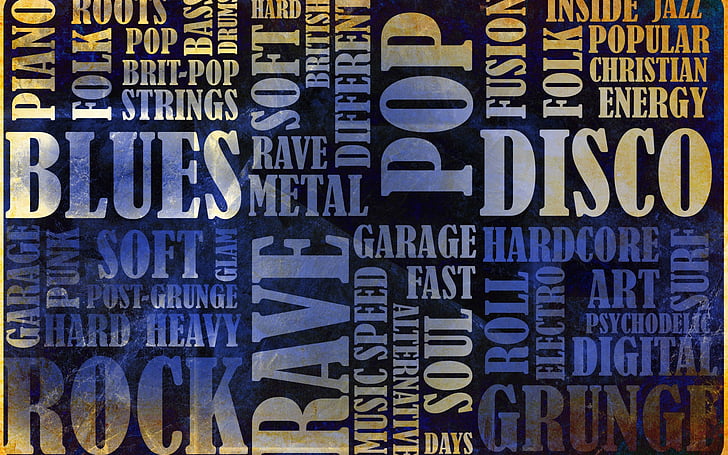 PIANO
ROOTS
FOLK
POP
BASS
DRUMS
BRIT-POP
STRINGS
BLUES
HARD
SOFT
BRITISH
DIFFERENT
RAVE
METAL
POP
FUSION
INSIDE JAZZ
FOLK
POPULAR
CHRISTIAN
ENERGY
DISCO
GARAGE
PUNK
SOFT
GLAM
POST-GRUNGE
HARD HEAVY
ROCK
RAVE
GARAGE
FAST
MUSIC SPEED
ALTERNATIVE
SOUL
DAYS
HARDCORE
ROLL
ELECTRO
ART
SURF
PSYCHODELIC
DIGITAL
GRUNGE